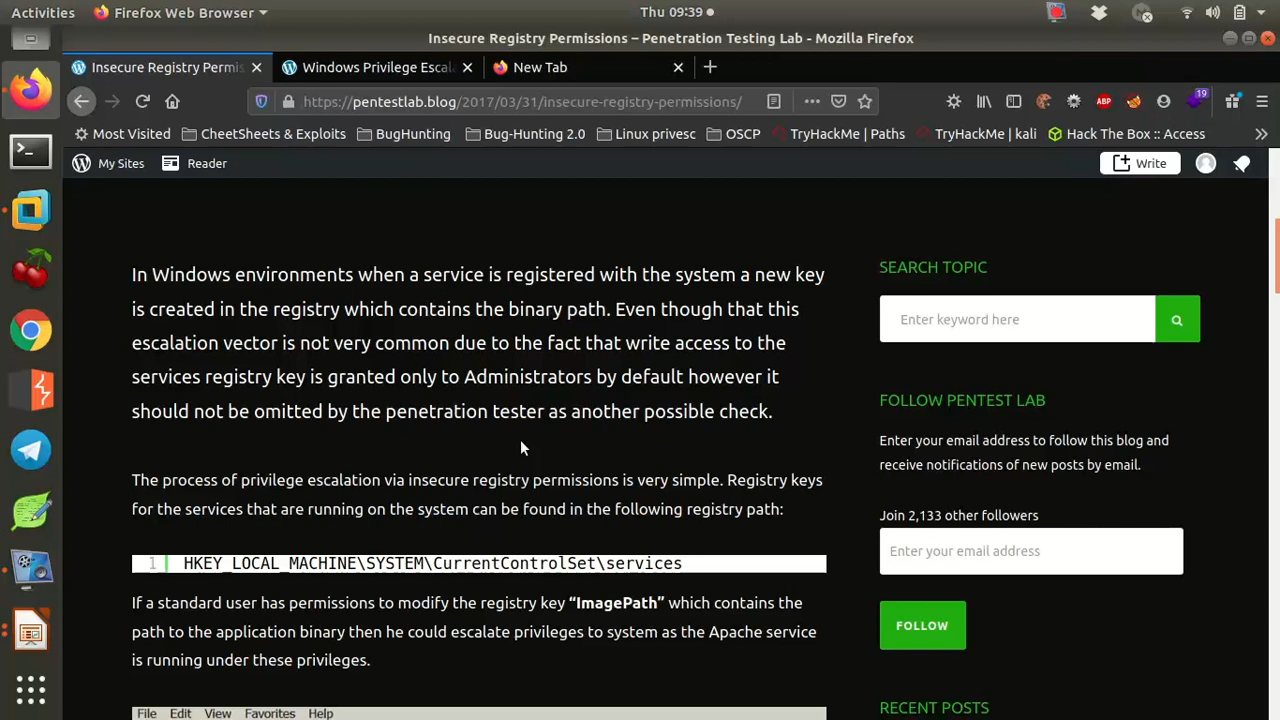 Activities Firefox Web Browser Thu 09:39
Insecure Registry Permissions – Penetration Testing Lab - Mozilla Firefox
Insecure Registry Permis Windows Privilege Escal New Tab
https://pentestlab.blog/2017/03/31/insecure-registry-permissions/ ABP 19
Most Visited CheetSheets & Exploits BugHunting Bug-Hunting 2.0 Linux privesc OSCP TryHackMe | Paths TryHackMe | kali Hack The Box :: Access
My Sites Reader Write
In Windows environments when a service is registered with the system a new key
is created in the registry which contains the binary path. Even though that this
escalation vector is not very common due to the fact that write access to the
services registry key is granted only to Administrators by default however it
should not be omitted by the penetration tester as another possible check.
The process of privilege escalation via insecure registry permissions is very simple. Registry keys
for the services that are running on the system can be found in the following registry path:
1 HKEY_LOCAL_MACHINE\SYSTEM\CurrentControlSet\services
If a standard user has permissions to modify the registry key “ImagePath” which contains the
path to the application binary then he could escalate privileges to system as the Apache service
is running under these privileges.
File Edit View Favorites Help
SEARCH TOPIC
Enter keyword here
FOLLOW PENTEST LAB
Enter your email address to follow this blog and
receive notifications of new posts by email.
Join 2,133 other followers
Enter your email address
FOLLOW
RECENT POSTS